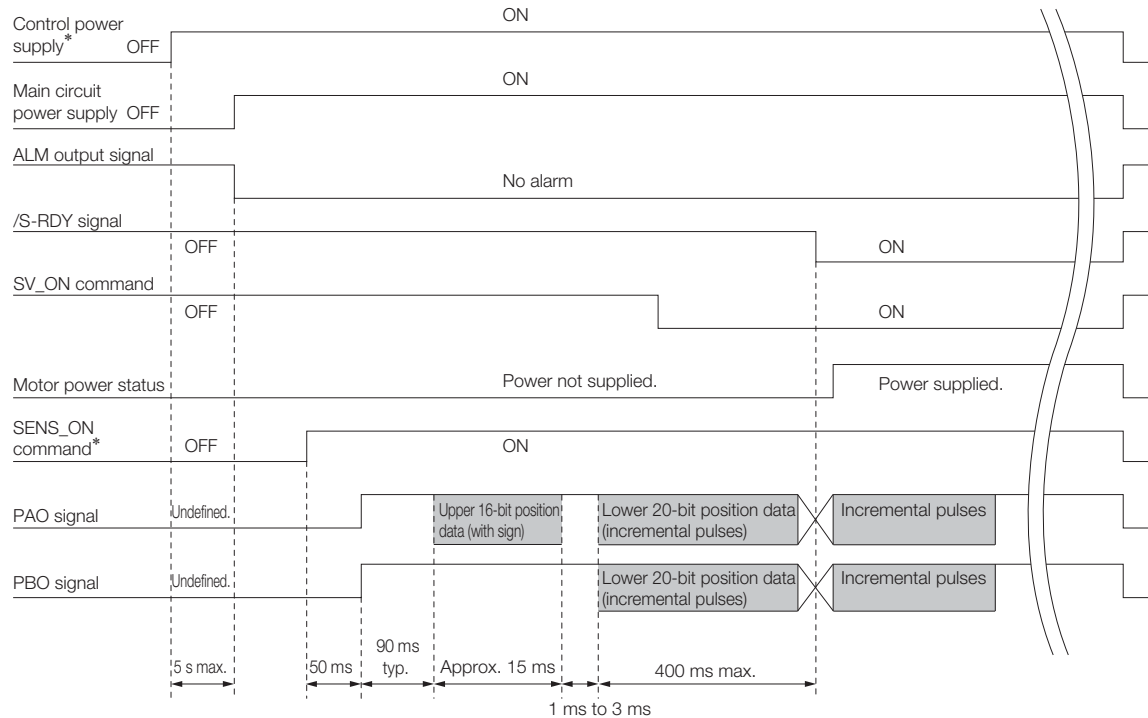 ON
Control power
supply*
OFF
ON
Main circuit
power supply OFF
ALM output signal
No alarm
/S-RDY signal
OFF
ON
SV_ON command
OFF
ON
Power not supplied.
Motor power status
Power supplied.
SENS_ON
command*
OFF
ON
PAO signal
Undefined.
Upper 16-bit position
data (with sign)
Lower 20-bit position data
(incremental pulses)
Incremental pulses
PBO signal
Undefined.
Lower 20-bit position data
(incremental pulses)
Incremental pulses
5 s max.
50 ms
90 ms
typ.
Approx. 15 ms
400 ms max.
1 ms to 3 ms